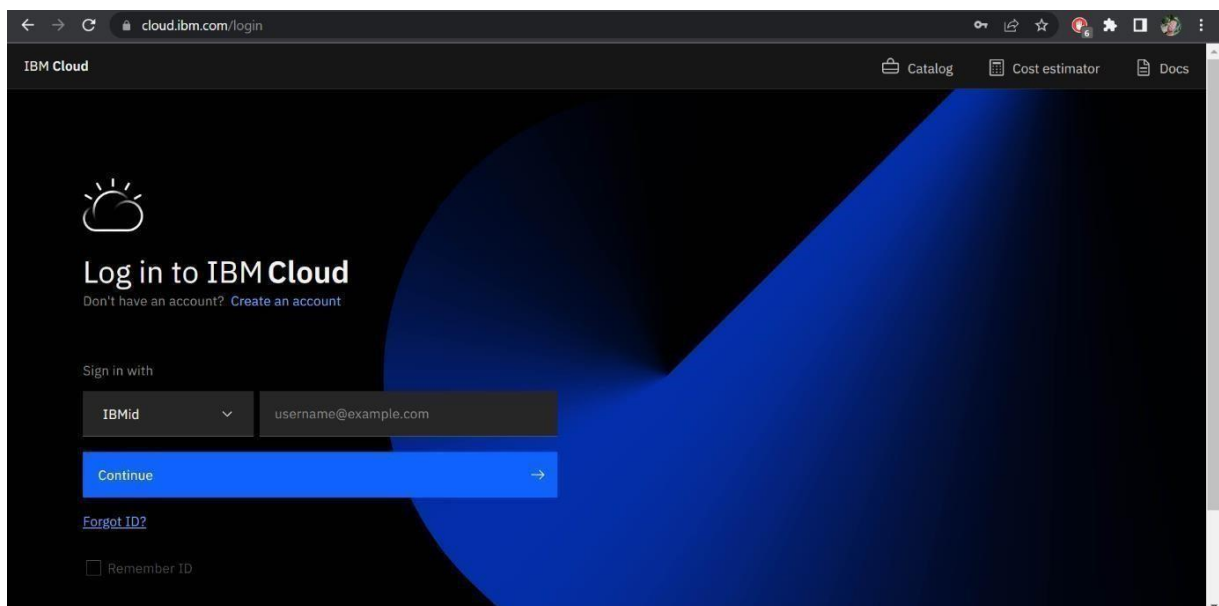 cloud.ibm.com/login
6
IBM Cloud Catalog Cost estimator Docs
Log in to IBM Cloud
Don't have an account? Create an account
Sign in with
IBMid username@example.com
Continue
Forgot ID?
Remember ID